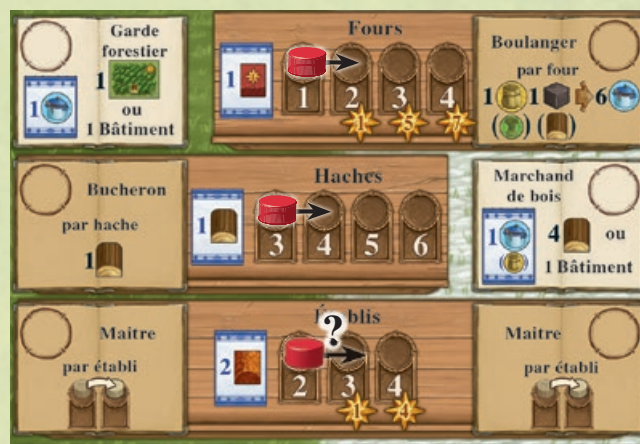 Garde
forestier
1
1
ou
1 Bâtiment
Fours
1
1 2 3 4
1 5 7
Boulanger
par four
1 1 6
( ) ( )
Bucheron
par hache
1
Haches
1
3 4 5 6
Marchand
de bois
1
4 ou
1 Bâtiment
Maitre
par établi
Établis
?
2
2 3 4
1 4
Maitre
par établi